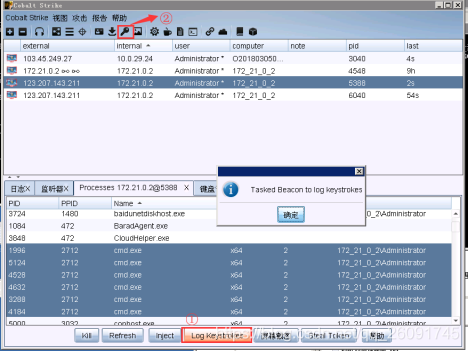 Cobalt Strike
Cobalt Strike 视图 攻击 报告 帮助
②
external internal user computer note pid last
103.45.249.27 10.0.29.24 Administrator * O201803050... 3040 4s
172.21.0.2 172.21.0.2 Administrator * 172_21_0_2 4548 9h
123.207.143.211 172.21.0.2 Administrator * 172_21_0_2 5388 2s
123.207.143.211 172.21.0.2 Administrator * 172_21_0_2 6040 54s
日志X 监听器X Processes 172.21.0.2@5388 X 键盘
Tasked Beacon to log keystrokes
确定
PID PPID Name
3724 1480 baidunetdiskhost.exe \Administrator
1084 472 BaradAgent.exe
3848 472 CloudHelper.exe
1996 2712 cmd.exe x64 2 172_21_0_2\Administrator
5124 2712 cmd.exe x64 2 172_21_0_2\Administrator
4528 2712 cmd.exe x64 2 172_21_0_2\Administrator
4632 2712 cmd.exe x64 2 172_21_0_2\Administrator
3288 2712 cmd.exe x64 2 172_21_0_2\Administrator
4184 2712 cmd.exe x64 2 172_21_0_2\Administrator
5000 3032 conhost.exe x64 2 172_21_0_2\Administrator
①
Kill Refresh Inject Log Keystrokes Steal Token 帮助